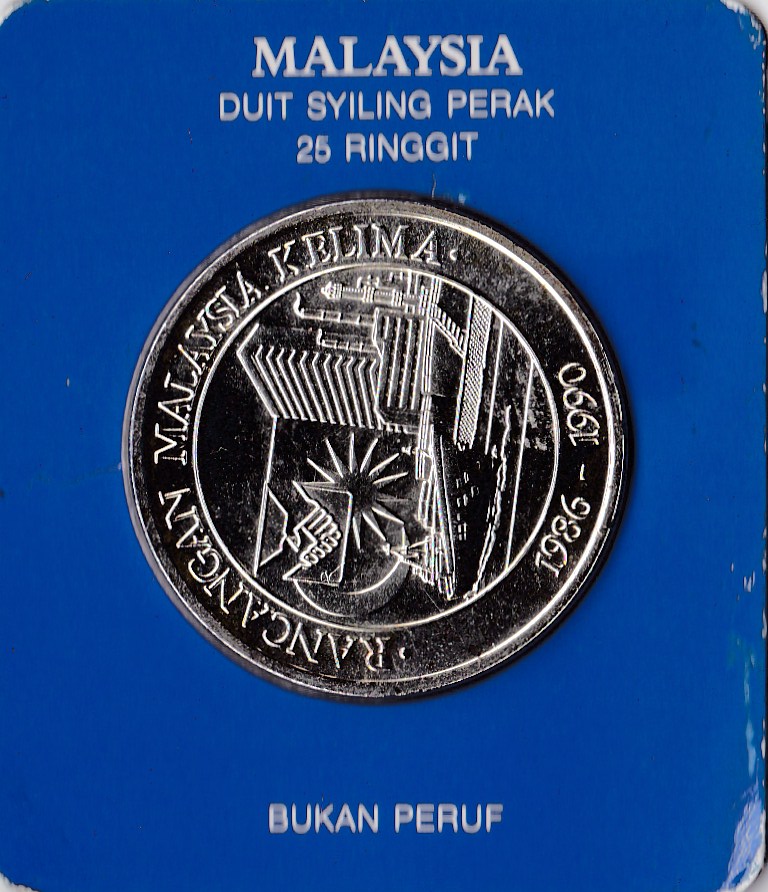 MALAYSIA
DUIT SYILING PERAK
25 RINGGIT
·RANCANGAN MALAYSIA KELIMA·
1986 - 1990
BUKAN PERUF